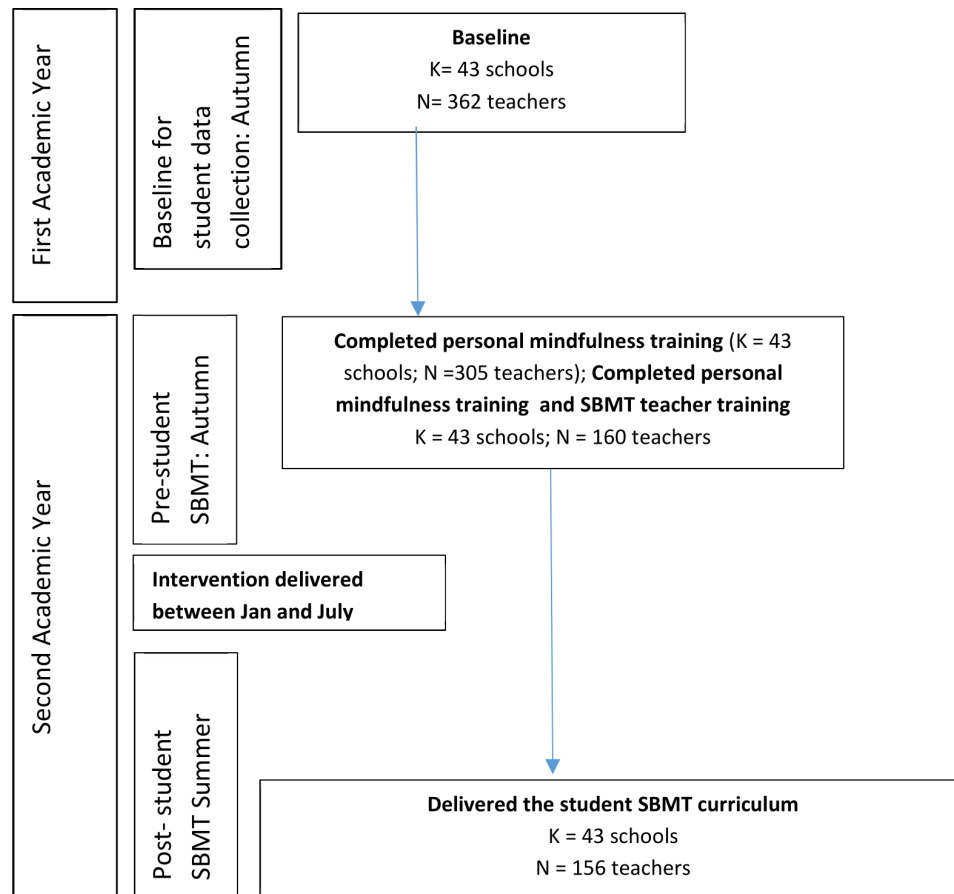 First Academic Year
Baseline for
student data
collection: Autumn
Baseline
K= 43 schools
N= 362 teachers
Second Academic Year
Pre-student
SBMT: Autumn
Completed personal mindfulness training (K = 43
schools; N =305 teachers); Completed personal
mindfulness training and SBMT teacher training
K = 43 schools; N = 160 teachers
Intervention delivered
between Jan and July
Post- student
SBMT Summer
Delivered the student SBMT curriculum
K = 43 schools
N = 156 teachers